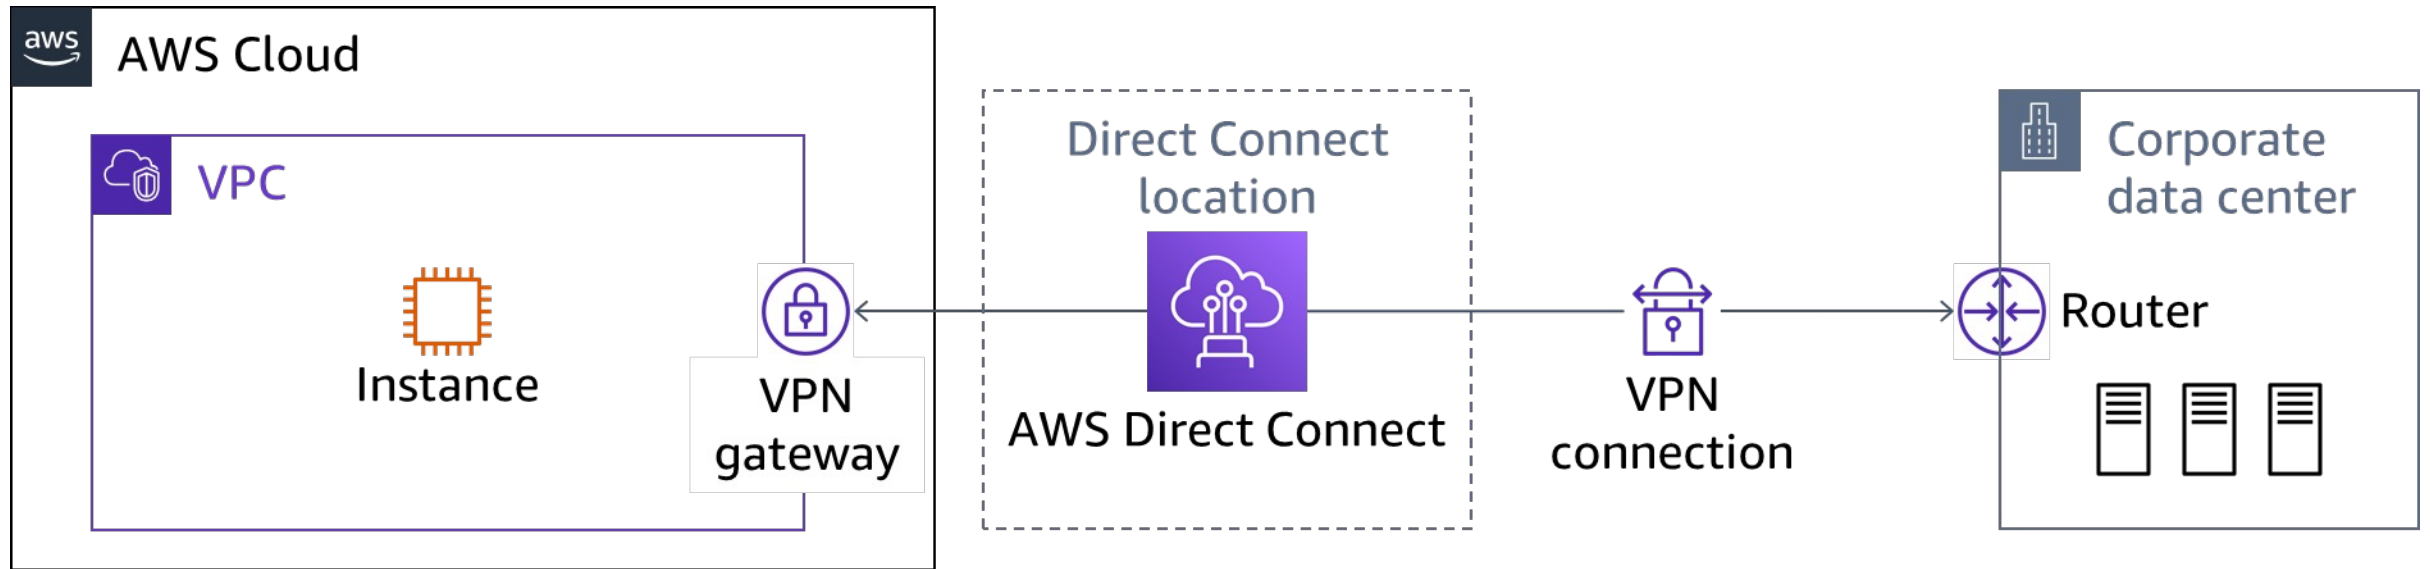 aws
AWS Cloud
VPC
Instance
VPN
gateway
Direct Connect
location
AWS Direct Connect
VPN
connection
Corporate
data center
Router